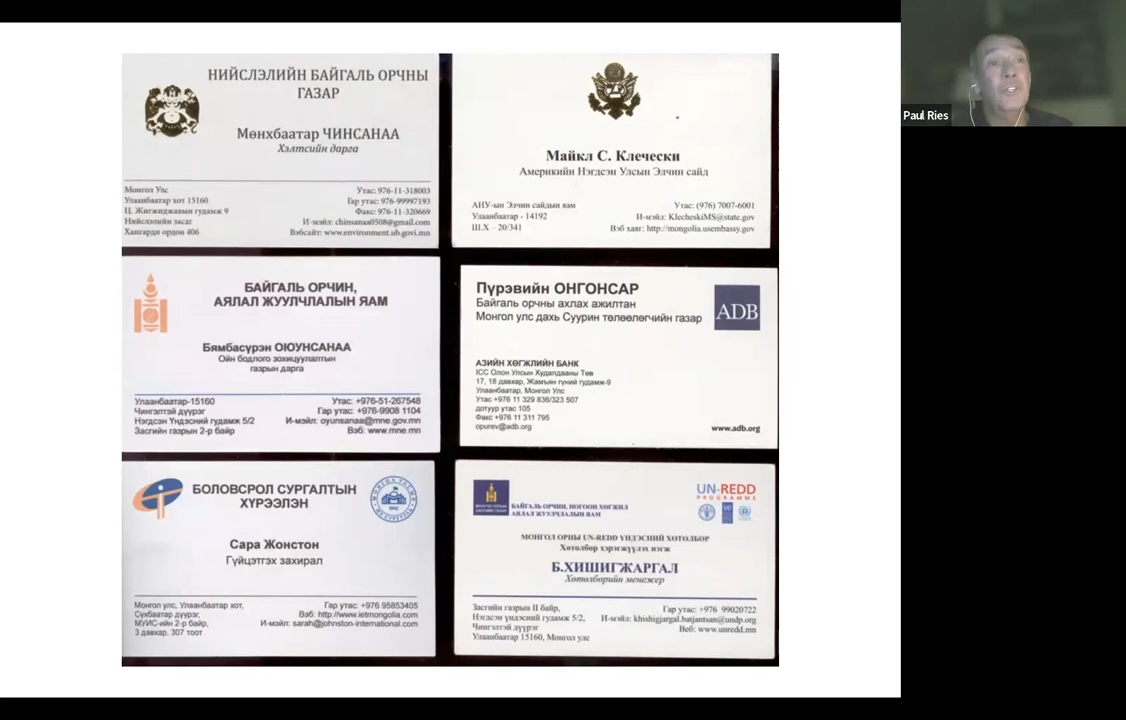 НИЙСЛЭЛИЙН БАЙГАЛЬ ОРЧНЫ
ГАЗАР
Мөнхбаатар ЧИНСАНАА
Хэлтсийн дарга
Монгол Улс
Улаанбаатар хот 15160
Ц. Жигжиджавын гудамж 9
Нийслэлийн засаг
Хангарди ордон 406
Утас: 976-11-318003
Гар утас: 976-99997193
Факс: 976-11-320669
И-мэйл: chinsanaa0508@gmail.com
Вэбсайт: www.environment.ub.govi.mn
Майкл С. Клечески
Америкийн Нэгдсэн Улсын Элчин сайд
АНУ-ын Элчин сайдын яам
Улаанбаатар - 14192
Ш.Х – 20/341
Утас: (976) 7007-6001
И-мэйл: KlecheskiMS@state.gov
Вэб хаяг: http://mongolia.usembassy.gov
БАЙГАЛЬ ОРЧИН,
АЯЛАЛ ЖУУЛЧЛАЛЫН ЯАМ
Бямбасүрэн ОЮУНСАНАА
Ойн бодлого зохицуулалтын
газрын дарга
Улаанбаатар-15160
Чингэлтэй дүүрэг
Нэгдсэн Үндэсний гудамж 5/2
Засгийн газрын 2-р байр
Утас: +976-51-267548
Гар утас: +976-9908 1104
И-мэйл: oyunsanaa@mne.gov.mn
Вэб: www.mne.mn
Пүрэвийн ОНГОНСАР
Байгаль орчны ахлах ажилтан
Монгол улс дахь Суурин төлөөлөгчийн газар
ADB
АЗИЙН ХӨГЖЛИЙН БАНК
ICC Олон Улсын Худалдааны Төв
17, 18 давхар, Жамъян гүний гудамж-9
Улаанбаатар, Монгол Улс
Утас +976 11 329 836/323 507
дотуур утас 105
Факс +976 11 311 795
opurev@adb.org
www.adb.org
БОЛОВСРОЛ СУРГАЛТЫН
ХҮРЭЭЛЭН
1942
Сара Жонстон
Гүйцэтгэх захирал
Монгол улс, Улаанбаатар хот,
Сүхбаатар дүүрэг,
МУИС-ийн 2-р байр,
3 давхар, 307 тоот
Гар утас: +976 95853405
Вэб: http://www.ietmongolia.com
И-мэйл: sarah@johnston-international.com
БАЙГАЛЬ ОРЧИН, НОГООН ХӨГЖИЛ
АЯЛАЛ ЖУУЛЧЛАЛЫН ЯАМ
UN-REDD
PROGRAMME
МОНГОЛ ОРНЫ UN-REDD ҮНДЭСНИЙ ХӨТӨЛБӨР
Хөтөлбөр хэрэгжүүлэх нэгж
Б.ХИШИГЖАРГАЛ
Хөтөлбөрийн менежер
Засгийн газрын II байр,
Нэгдсэн үндэсний гудамж 5/2,
Чингэлтэй дүүрэг
Улаанбаатар 15160, Монгол улс
Гар утас: +976 99020722
И-мэйл: khishigjargal.batjantsan@undp.org
Веб: www.unredd.mn
Paul Ries